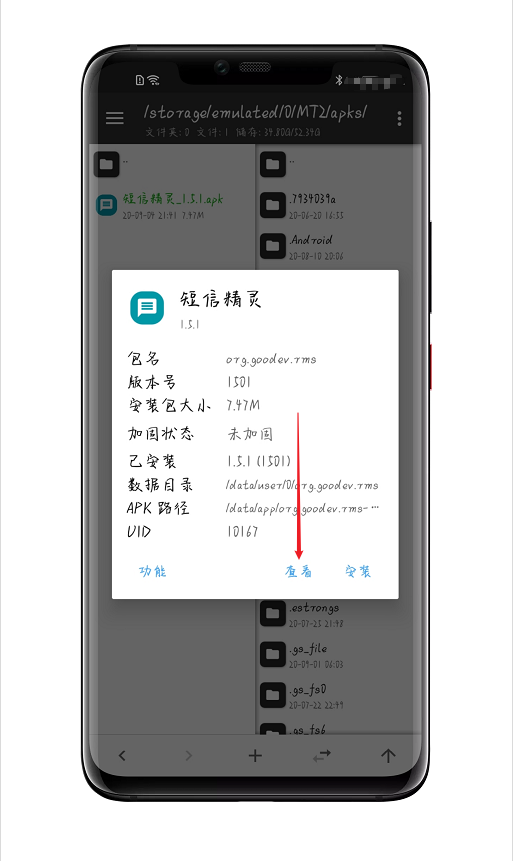 /storage/emulated/0/MT2/apks/
文件夹: 0 文件: 1 储存: 39.80G/52.39G
..
短信精灵_1.5.1.apk
20-09-04 21:41 7.47M
..
.7934039a
20-06-20 16:55
.Android
20-08-10 20:06
短信精灵
1.5.1
包名 org.goodev.rms
版本号 1501
安装包大小 7.47M
加固状态 未加固
已安装 1.5.1 (1501)
数据目录 /data/user/0/org.goodev.rms
APK 路径 /data/app/org.goodev.rms-…
UID 10167
功能 查看 安装
.estrongs
20-07-23 21:48
.gs_file
20-09-01 06:03
.gs_fs0
20-07-22 22:49
.gs_fs6